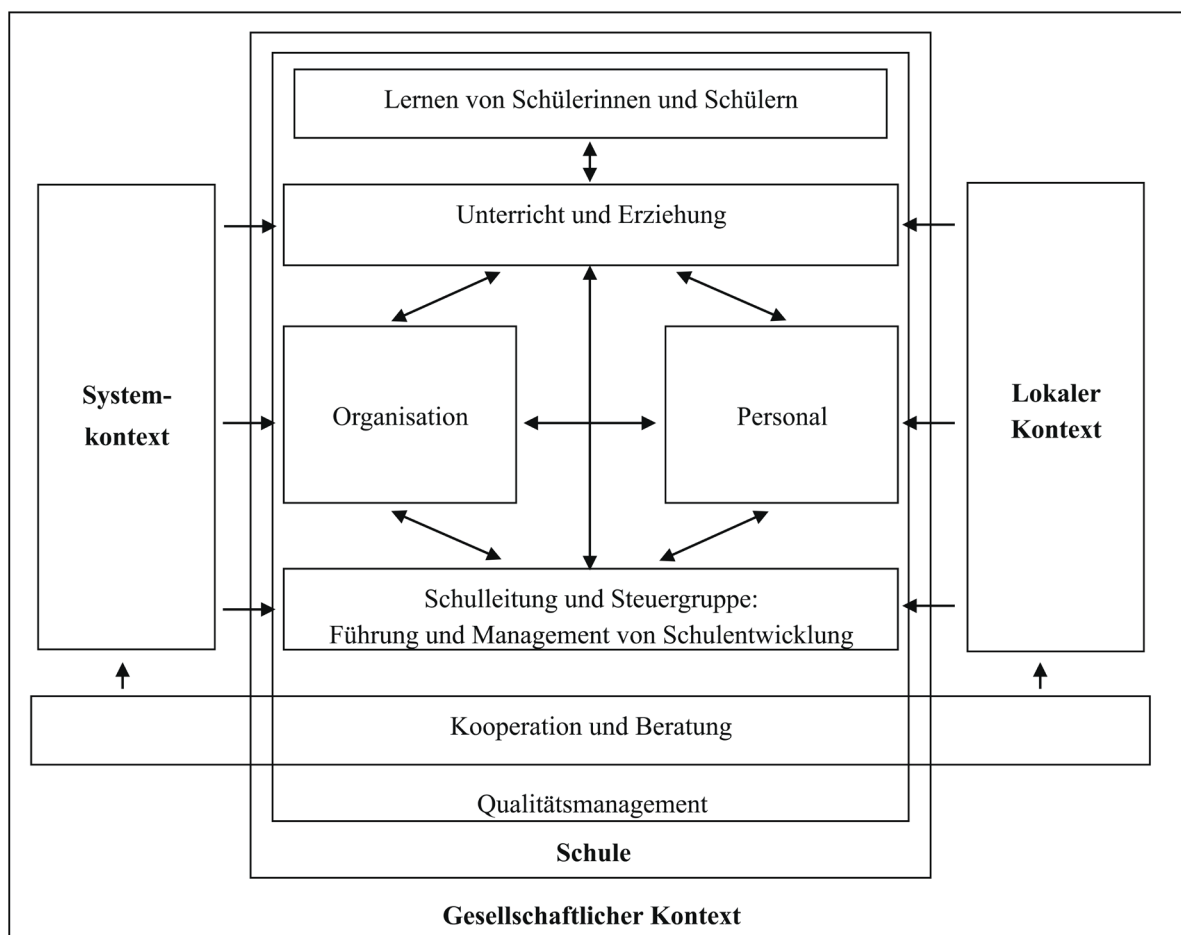 Lernen von Schülerinnen und Schülern
Unterricht und Erziehung
System-
kontext
Organisation
Personal
Lokaler
Kontext
Schulleitung und Steuergruppe:
Führung und Management von Schulentwicklung
Kooperation und Beratung
Qualitätsmanagement
Schule
Gesellschaftlicher Kontext